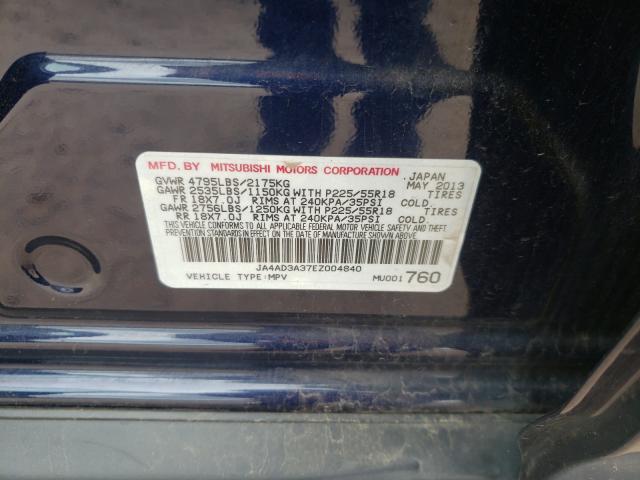 MFD. BY MITSUBISHI MOTORS CORPORATION JAPAN
GVWR 4795LBS/2175KG MAY 2013
GAWR 2535LBS/1150KG WITH P225/55R18 TIRES
FR 18X7.0J RIMS AT 240KPA/35PSI COLD.
GAWR 2756LBS/1250KG WITH P225/55R18 TIRES
RR 18X7.0J RIMS AT 240KPA/35PSI COLD.
THIS VEHICLE CONFORMS TO ALL APPLICABLE FEDERAL MOTOR VEHICLE
SAFETY, BUMPER, AND THEFT PREVENTION STANDARDS IN EFFECT ON
THE DATE OF MANUFACTURE SHOWN ABOVE.
JA4AD3A37EZ004840
VEHICLE TYPE:MPV MU001 760